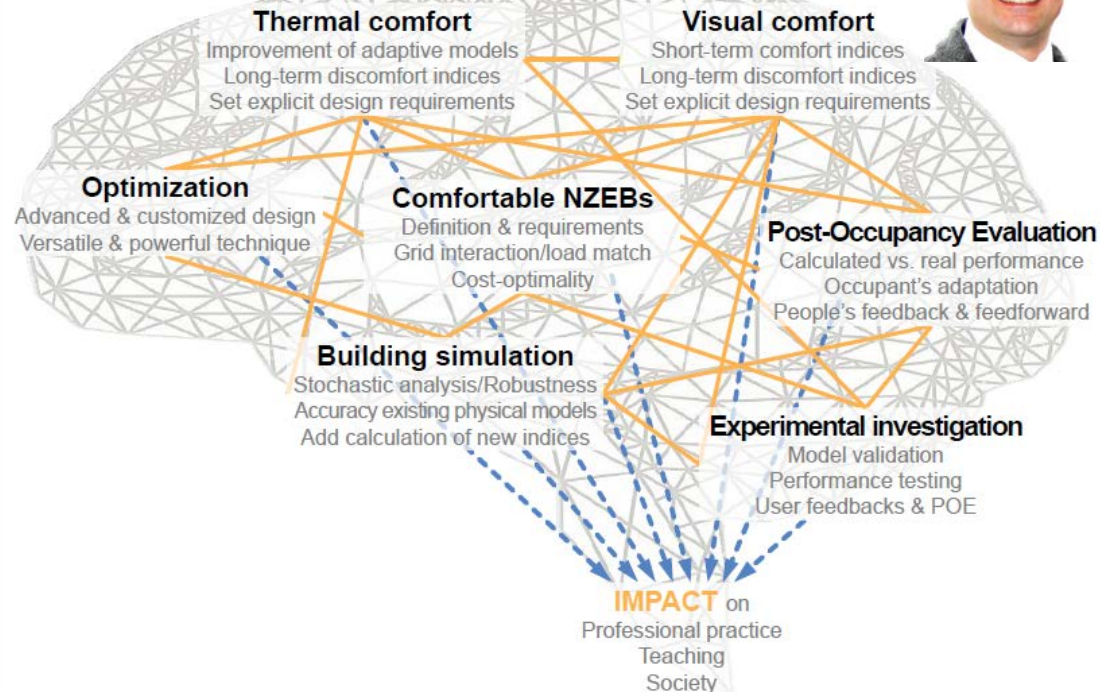 Thermal comfort
Improvement of adaptive models
Long-term discomfort indices
Set explicit design requirements
Visual comfort
Short-term comfort indices
Long-term discomfort indices
Set explicit design requirements
Optimization
Advanced & customized design
Versatile & powerful technique
Comfortable NZEBs
Definition & requirements
Grid interaction/load match
Cost-optimality
Post-Occupancy Evaluation
Calculated vs. real performance
Occupant's adaptation
People's feedback & feedforward
Building simulation
Stochastic analysis/Robustness
Accuracy existing physical models
Add calculation of new indices
Experimental investigation
Model validation
Performance testing
User feedbacks & POE
IMPACT on
Professional practice
Teaching
Society